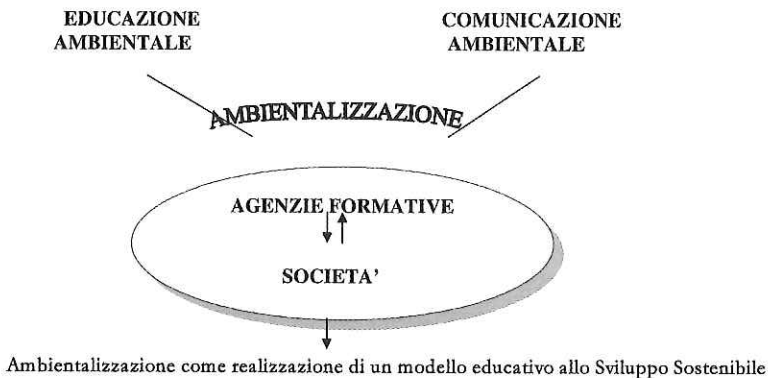 EDUCAZIONE
AMBIENTALE
COMUNICAZIONE
AMBIENTALE
AMBIENTALIZZAZIONE
AGENZIE FORMATIVE
SOCIETA'
Ambientalizzazione come realizzazione di un modello educativo allo Sviluppo Sostenibile